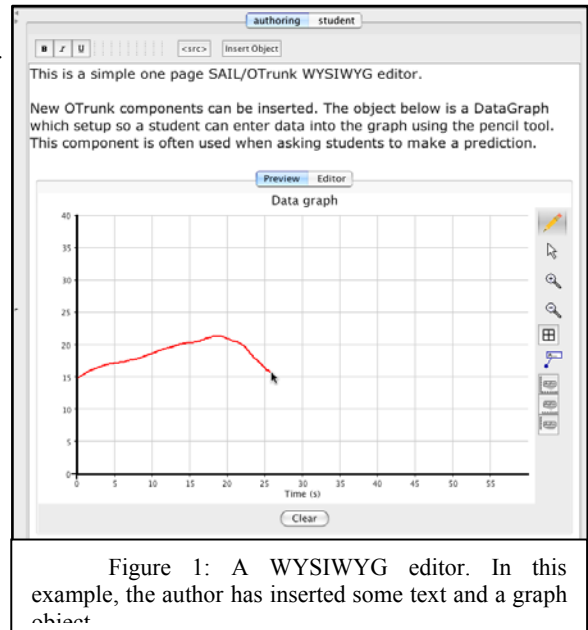 authoring student
B I U <src> Insert Object
This is a simple one page SAIL/OTrunk WYSIWYG editor.
New OTrunk components can be inserted. The object below is a DataGraph
which setup so a student can enter data into the graph using the pencil tool.
This component is often used when asking students to make a prediction.
Preview Editor
Data graph
40
35
30
25
20
15
10
5
0
0 5 10 15 20 25 30 35 40 45 50 55
Time (s)
Clear
Figure 1: A WYSIWYG editor. In this
example, the author has inserted some text and a graph
object